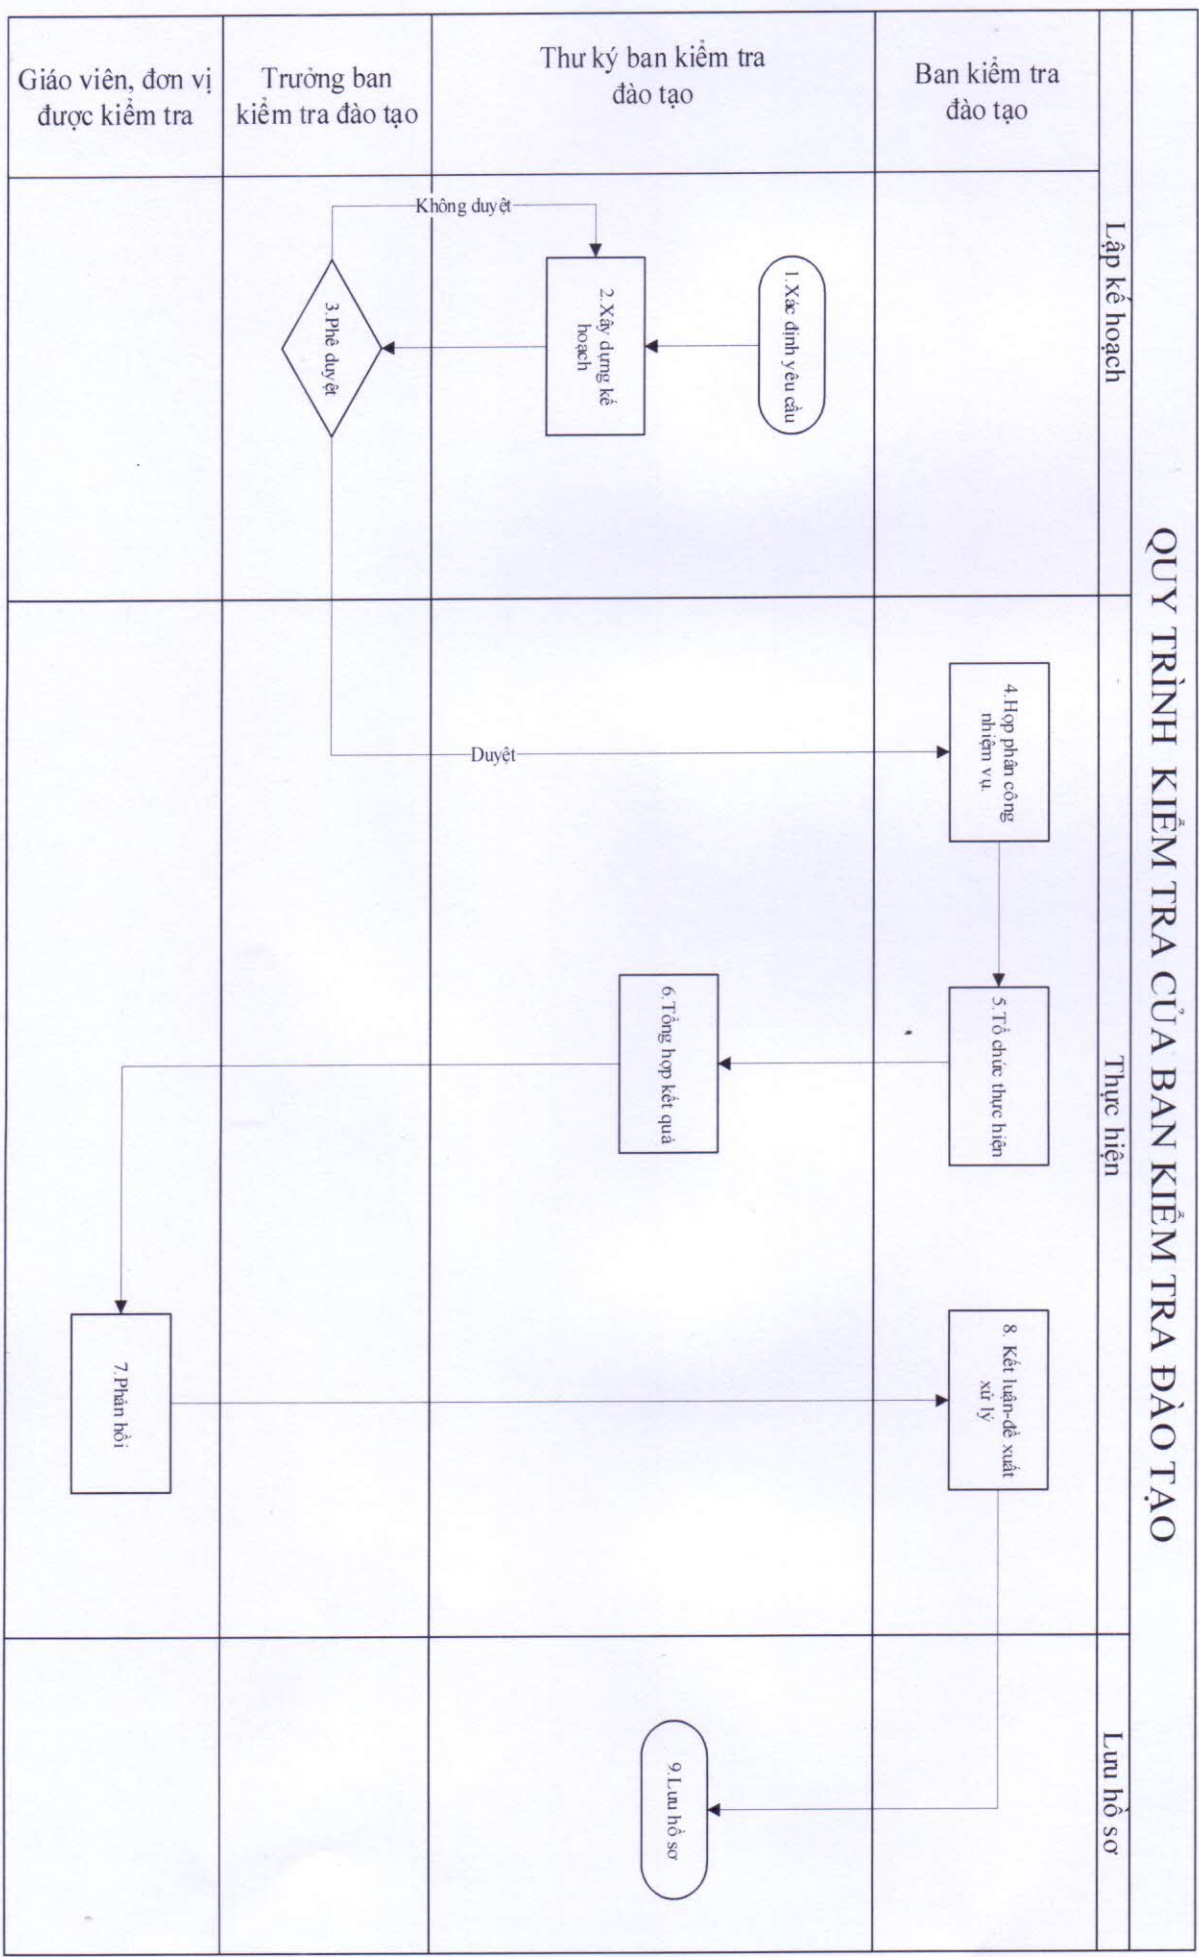 QUY TRÌNH KIỂM TRA CỦA BAN KIỂM TRA ĐÀO TẠO
Lập kế hoạch
Thực hiện
Lưu hồ sơ
Ban kiểm tra
đào tạo
4.Họp phân công
nhiệm vụ.
5.Tổ chức thực hiện
8. Kết luận-đề xuất
xử lý
Thư ký ban kiểm tra
đào tạo
1.Xác định yêu cầu
2.Xây dựng kế
hoạch
6.Tổng hợp kết quả
9.Lưu hồ sơ
Trưởng ban
kiểm tra đào tạo
Không duyệt
3.Phê duyệt
Duyệt
Giáo viên, đơn vị
được kiểm tra
7.Phản hồi